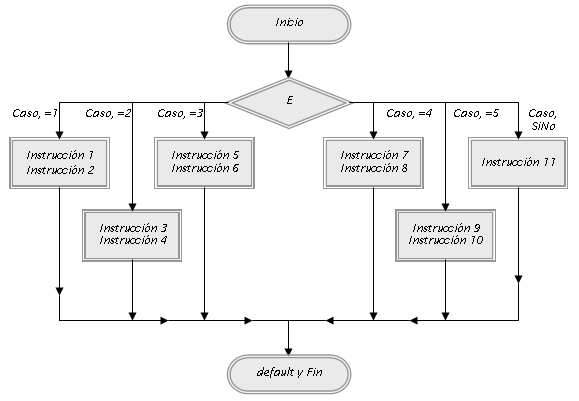 Inicio
E
Caso, =1
Caso, =2
Caso, =3
Caso, =4
Caso, =5
Caso,
SiNo
Instrucción 1
Instrucción 2
Instrucción 5
Instrucción 6
Instrucción 7
Instrucción 8
Instrucción 11
Instrucción 3
Instrucción 4
Instrucción 9
Instrucción 10
default y Fin